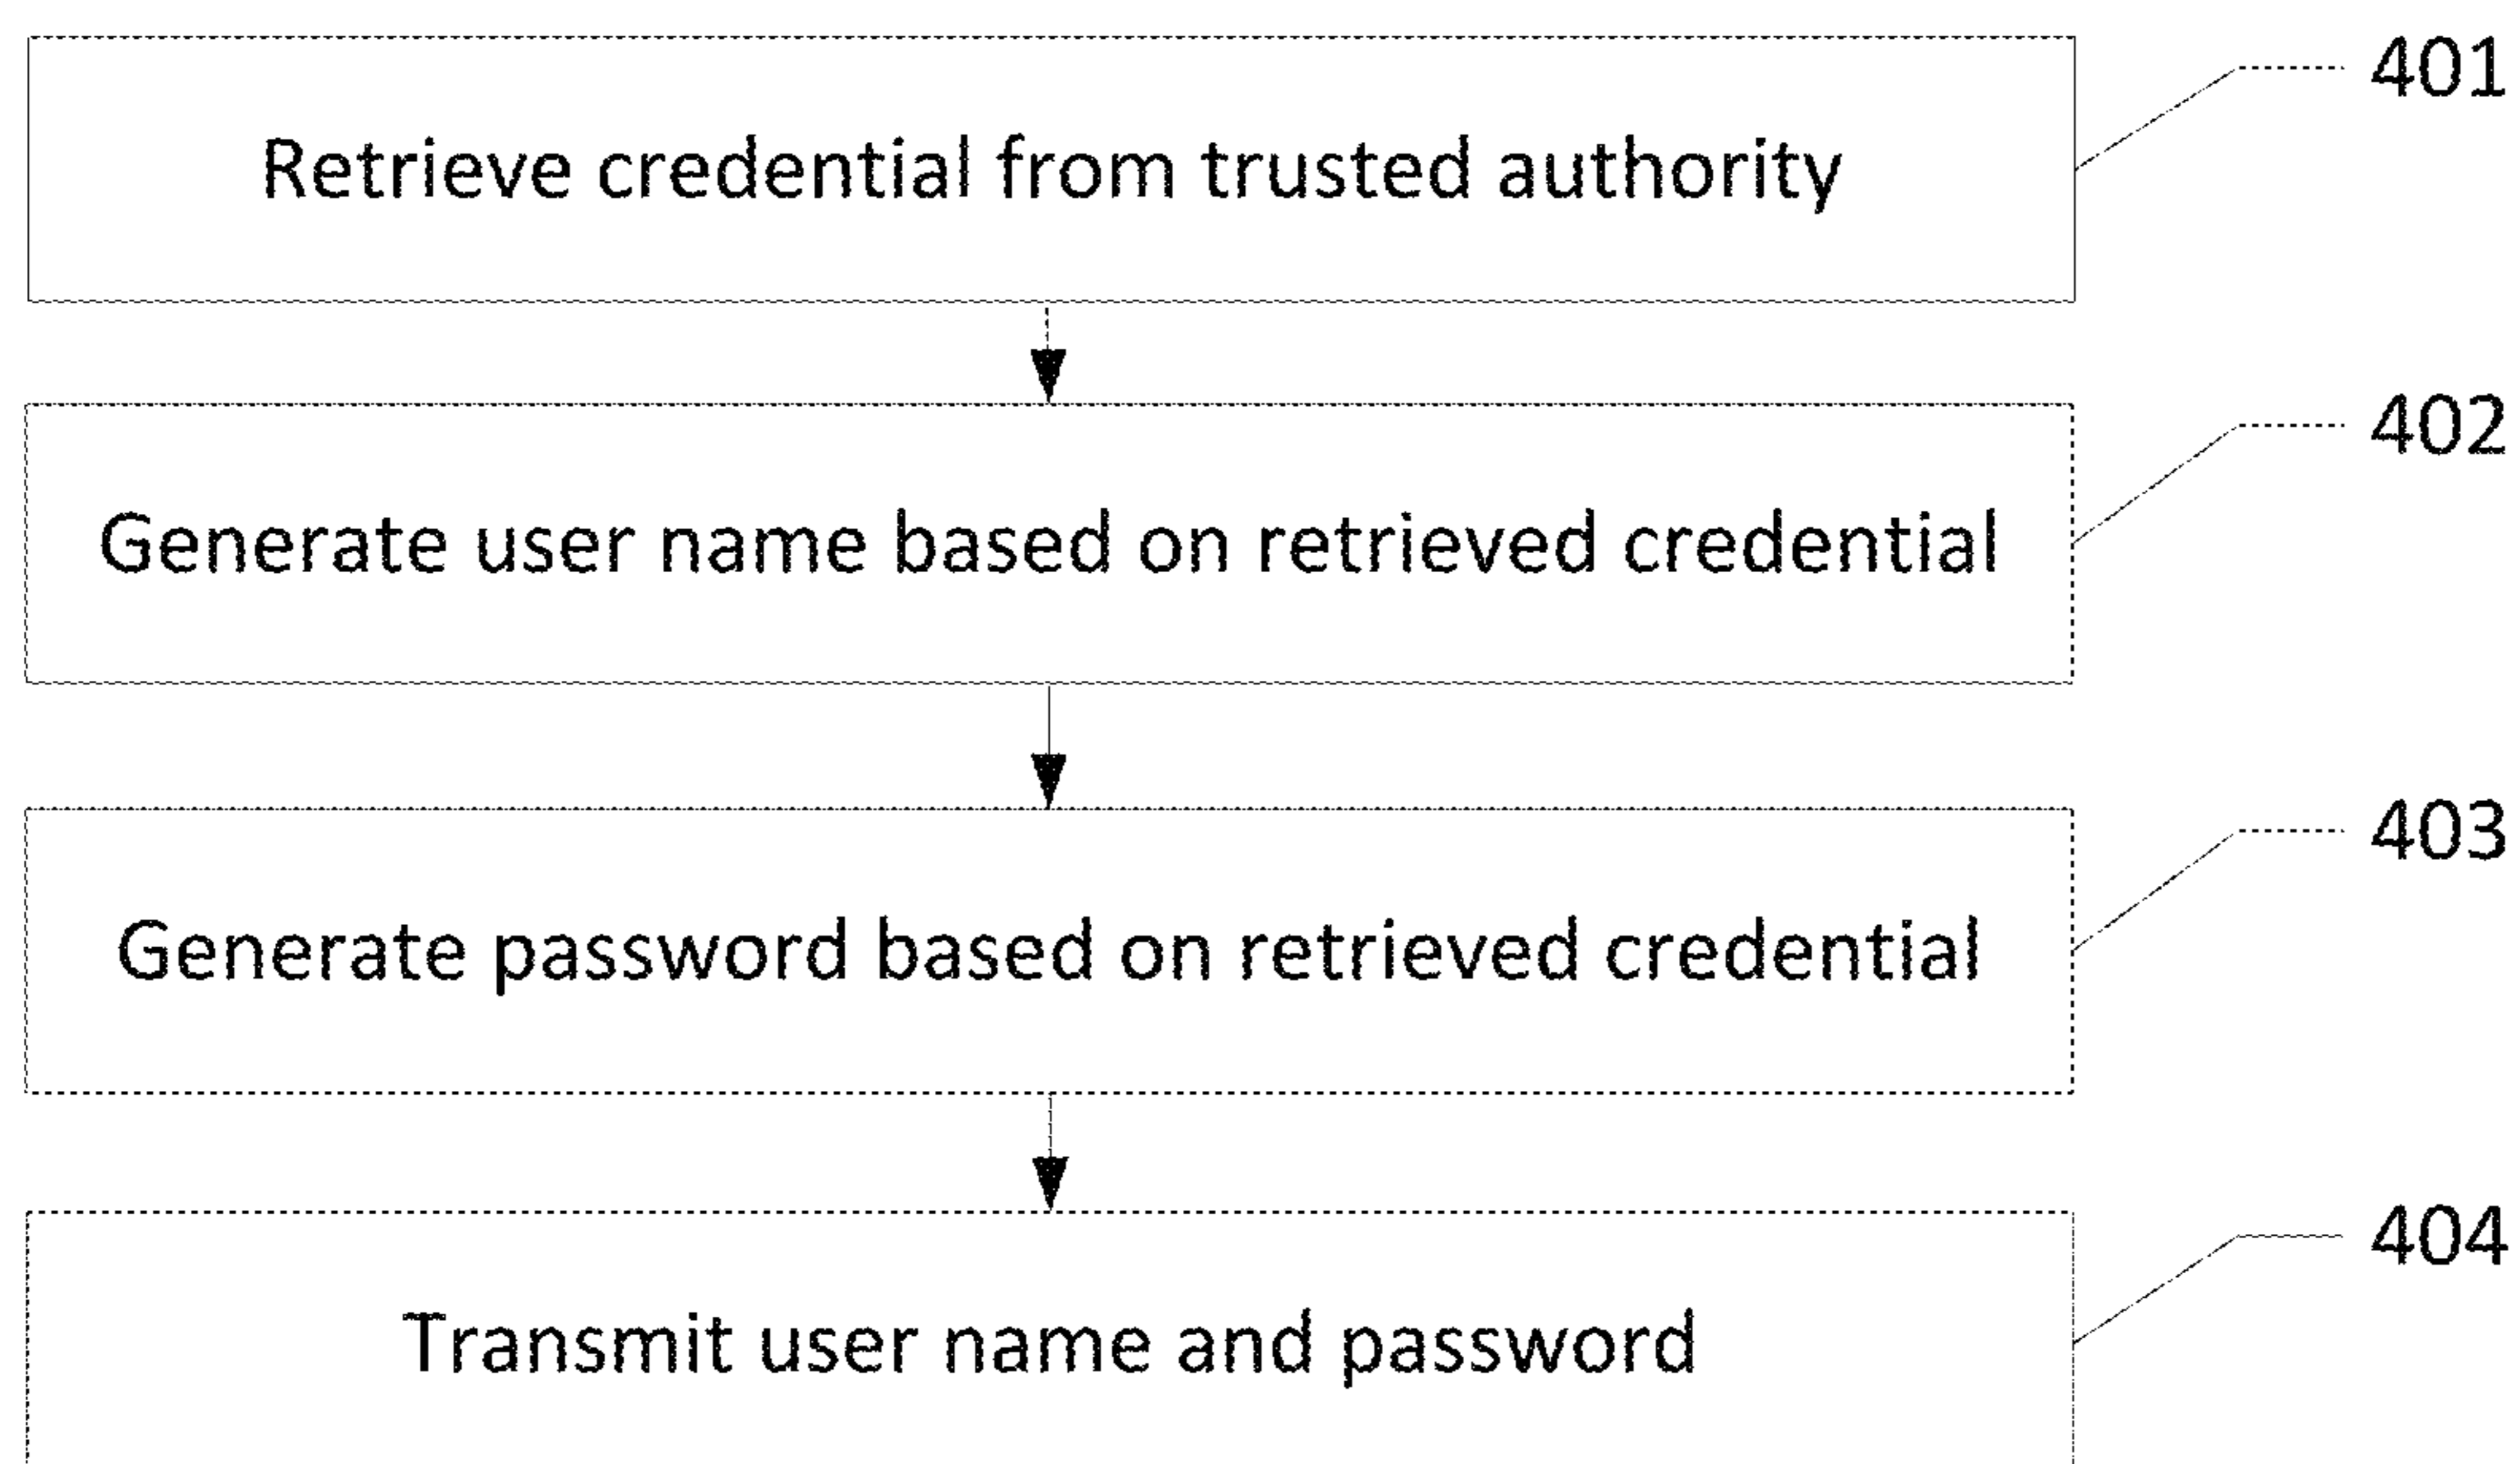 401
Retrieve credential from trusted authority
402
Generate user name based on retrieved credential
403
Generate password based on retrieved credential
404
Transmit user name and password